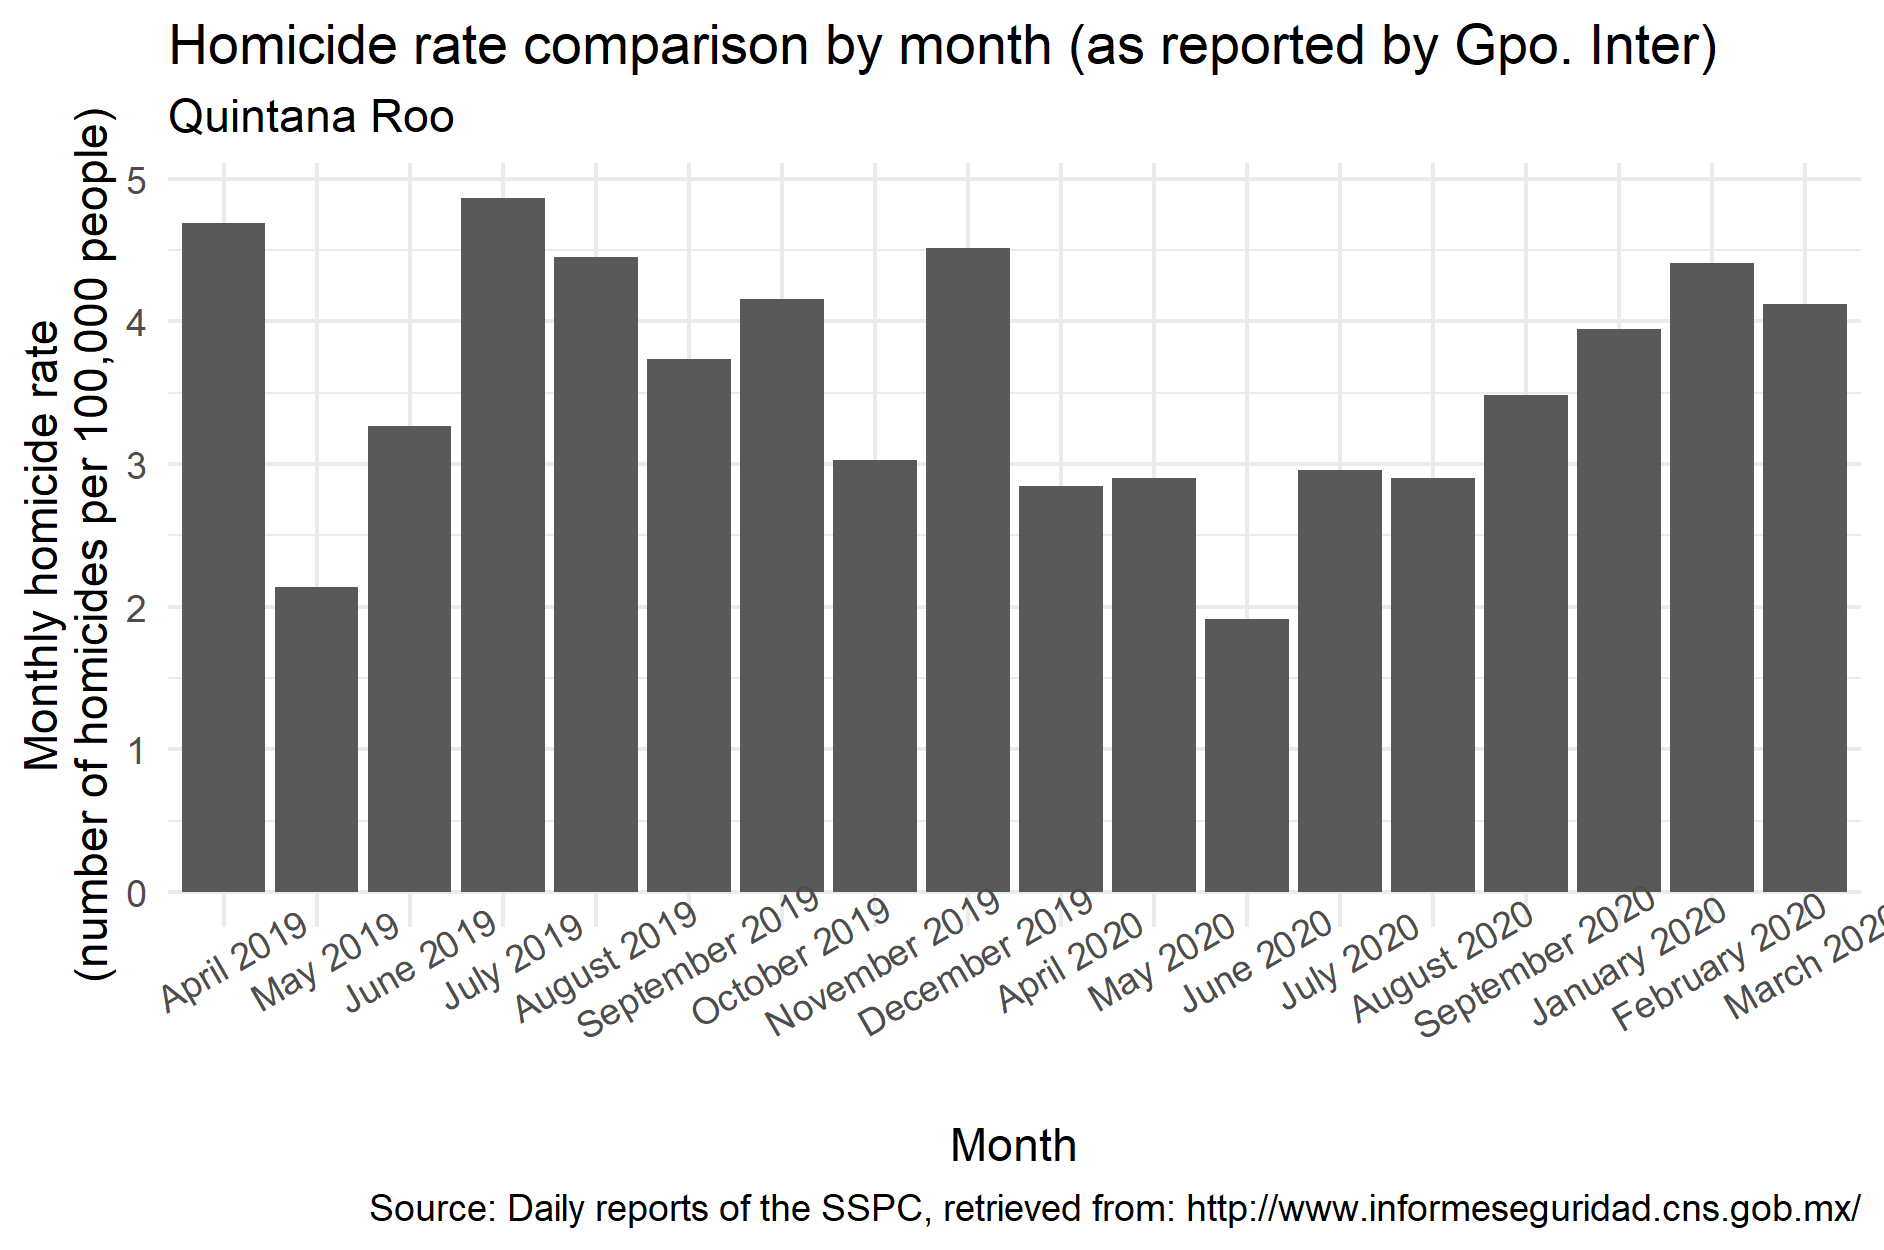 Homicide rate comparison by month (as reported by Gpo. Inter)
Quintana Roo
Monthly homicide rate
(number of homicides per 100,000 people)
5
4
3
2
1
0
April 2019
May 2019
June 2019
July 2019
August 2019
September 2019
October 2019
November 2019
December 2019
April 2020
May 2020
June 2020
July 2020
August 2020
September 2020
January 2020
February 2020
March 2020
Month
Source: Daily reports of the SSPC, retrieved from: http://www.informeseguridad.cns.gob.mx/